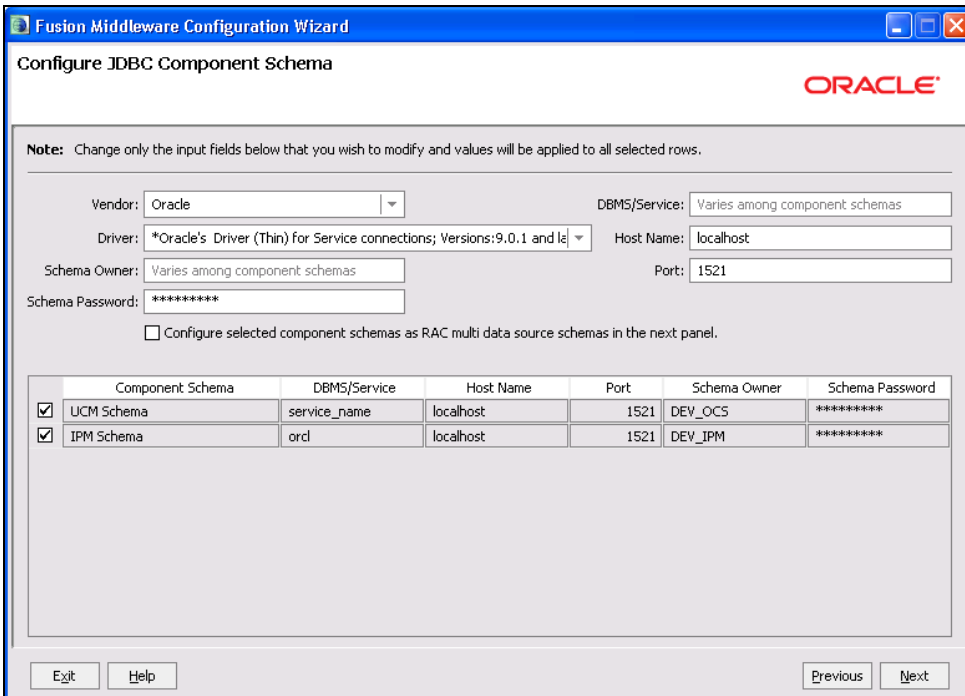 Fusion Middleware Configuration Wizard
Configure JDBC Component Schema
ORACLE
Note: Change only the input fields below that you wish to modify and values will be applied to all selected rows.
Vendor: Oracle DBMS/Service: Varies among component schemas
Driver: *Oracle's Driver (Thin) for Service connections; Versions:9.0.1 and la Host Name: localhost
Schema Owner: Varies among component schemas Port: 1521
Schema Password: *********
Configure selected component schemas as RAC multi data source schemas in the next panel.
Component Schema DBMS/Service Host Name Port Schema Owner Schema Password
UCM Schema service_name localhost 1521 DEV_OCS *********
IPM Schema orcl localhost 1521 DEV_IPM *********
Exit Help Previous Next